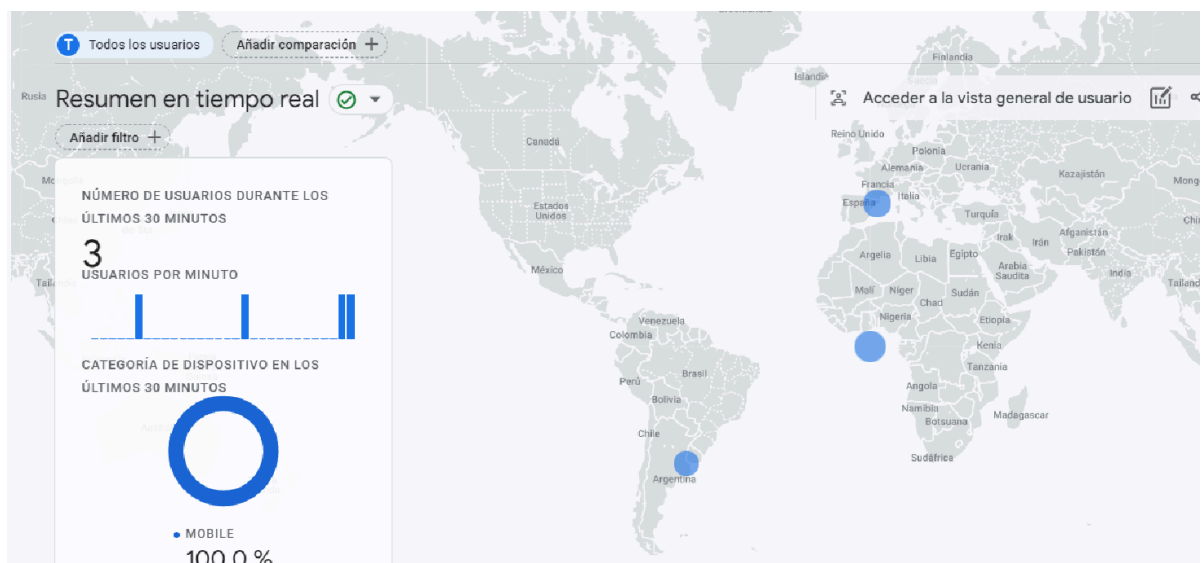 T Todos los usuarios Añadir comparación +
Resumen en tiempo real
Acceder a la vista general de usuario
Añadir filtro +
NÚMERO DE USUARIOS DURANTE LOS
ÚLTIMOS 30 MINUTOS
3
USUARIOS POR MINUTO
CATEGORÍA DE DISPOSITIVO EN LOS
ÚLTIMOS 30 MINUTOS
MOBILE
100,0 %
Rusia
Islandia
Finlandia
Canadá
Reino Unido
Polonia
Alemania
Ucrania
Kazajistán
Francia
España
Italia
Estados
Unidos
Turquía
Irak
Irán
Afganistán
Pakistán
Argelia
Libia
Egipto
Arabia
Saudita
India
México
Malí
Níger
Chad
Sudán
Nigeria
Etiopía
Venezuela
Colombia
Kenia
Tanzania
Perú
Brasil
Bolivia
Angola
Namibia
Botsuana
Madagascar
Chile
Sudáfrica
Argentina